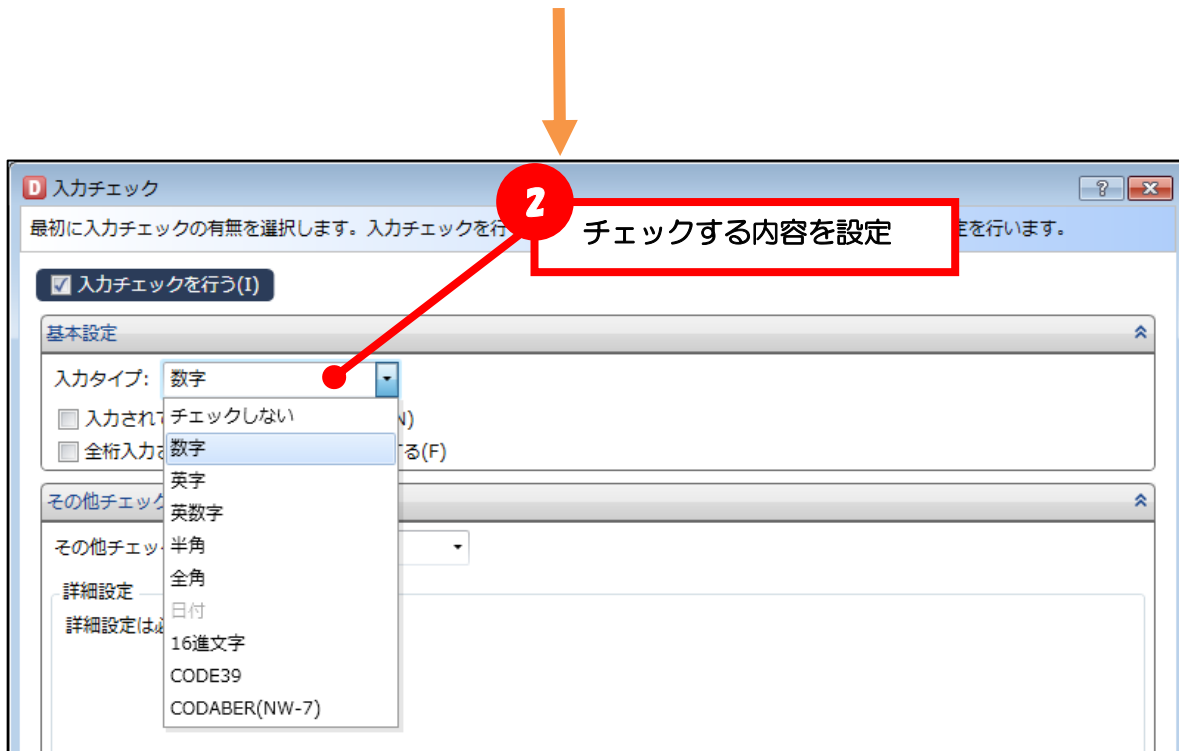 D 入力チェック
?
最初に入力チェックの有無を選択します。入力チェックを行
2
チェックする内容を設定
定を行います。
入力チェックを行う(I)
基本設定
入力タイプ: 数字
入力され
チェックしない
N)
全桁入力
数字
する(F)
英字
その他チェック
英数字
その他チェッ
半角
全角
詳細設定
日付
詳細設定は
16進文字
CODE39
CODABER(NW-7)